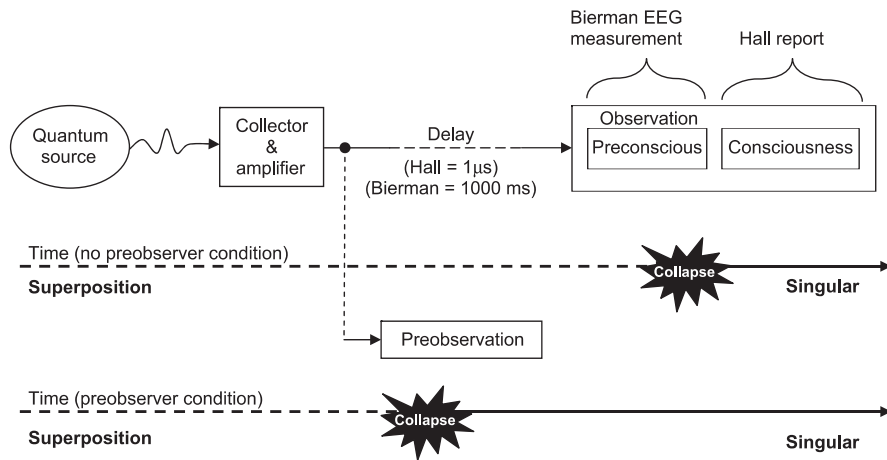 Bierman EEG
measurement
Hall report
Quantum
source
Collector
&
amplifier
Delay
(Hall = 1μs)
(Bierman = 1000 ms)
Observation
Preconscious
Consciousness
Time (no preobserver condition)
Collapse
Superposition
Singular
Preobservation
Time (preobserver condition)
Collapse
Superposition
Singular